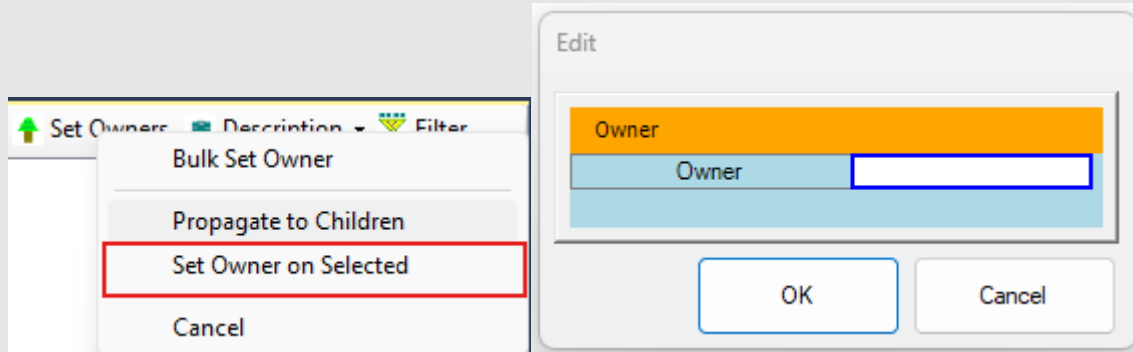 Set Owners Description Filter
Bulk Set Owner
Propagate to Children
Set Owner on Selected
Cancel
Edit
Owner
Owner
OK Cancel